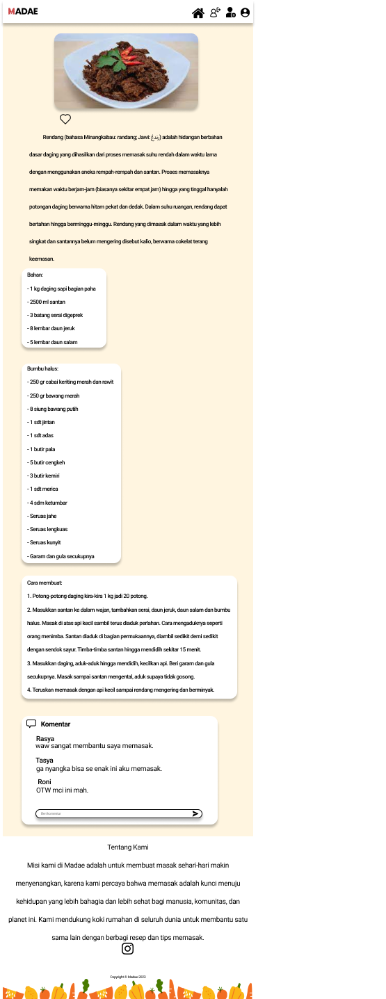 MADAE
Rendang (bahasa Minangkabau: randang; Jawi: رندڠ) adalah hidangan berbahan
dasar daging yang dihasilkan dari proses memasak suhu rendah dalam waktu lama
dengan menggunakan aneka rempah-rempah dan santan. Proses memasaknya
memakan waktu berjam-jam (biasanya sekitar empat jam) hingga yang tinggal hanyalah
potongan daging berwarna hitam pekat dan dedak. Dalam suhu ruangan, rendang dapat
bertahan hingga berminggu-minggu. Rendang yang dimasak dalam waktu yang lebih
singkat dan santannya belum mengering disebut kalio, berwarna cokelat terang
keemasan.
Bahan:
- 1 kg daging sapi bagian paha
- 2500 ml santan
- 3 batang serai digeprek
- 8 lembar daun jeruk
- 5 lembar daun salam
Bumbu halus:
- 250 gr cabai keriting merah dan rawit
- 250 gr bawang merah
- 8 siung bawang putih
- 1 sdt jintan
- 1 sdt adas
- 1 butir pala
- 5 butir cengkeh
- 3 butir kemiri
- 1 sdt merica
- 4 sdm ketumbar
- Seruas jahe
- Seruas lengkuas
- Seruas kunyit
- Garam dan gula secukupnya
Cara membuat:
1. Potong-potong daging kira-kira 1 kg jadi 20 potong.
2. Masukkan santan ke dalam wajan, tambahkan serai, daun jeruk, daun salam dan bumbu
halus. Masak di atas api kecil sambil terus diaduk perlahan. Cara mengaduknya seperti
orang menimba. Santan diaduk di bagian permukaannya, diambil sedikit demi sedikit
dengan sendok sayur. Timba-timba santan hingga mendidih sekitar 15 menit.
3. Masukkan daging, aduk-aduk hingga mendidih, kecilkan api. Beri garam dan gula
secukupnya. Masak sampai santan mengental, aduk supaya tidak gosong.
4. Teruskan memasak dengan api kecil sampai rendang mengering dan berminyak.
Komentar
Rasya
waw sangat membantu saya memasak.
Tasya
ga nyangka bisa se enak ini aku memasak.
Roni
OTW mci ini mah.
Beri komentar
Tentang Kami
Misi kami di Madae adalah untuk membuat masak sehari-hari makin
menyenangkan, karena kami percaya bahwa memasak adalah kunci menuju
kehidupan yang lebih bahagia dan lebih sehat bagi manusia, komunitas, dan
planet ini. Kami mendukung koki rumahan di seluruh dunia untuk membantu satu
sama lain dengan berbagi resep dan tips memasak.
Copyright © Madae 2023